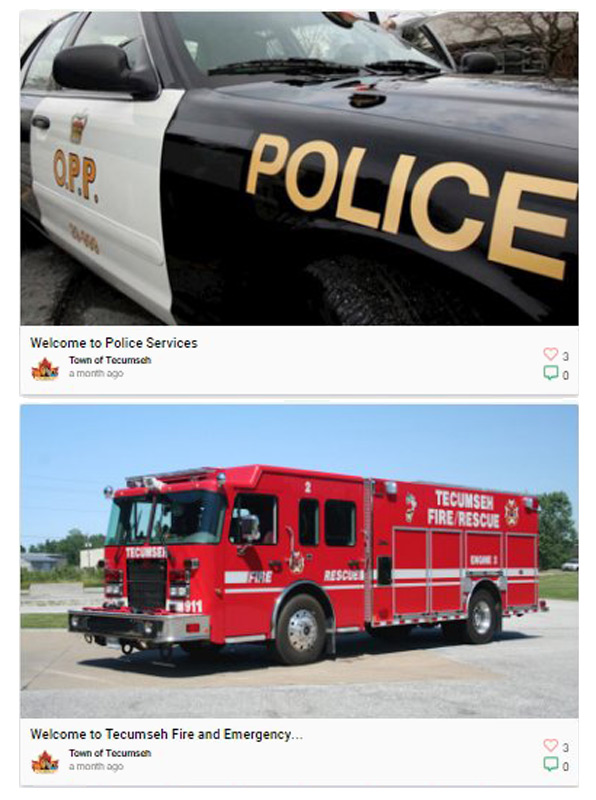 O.P.P.
POLICE
Welcome to Police Services
Town of Tecumseh
a month ago
3
0
2
TECUMSEH
FIRE/RESCUE
TECUMSEH
FIRE
RESCUE
ENGINE
911
Welcome to Tecumseh Fire and Emergency...
Town of Tecumseh
a month ago
3
0